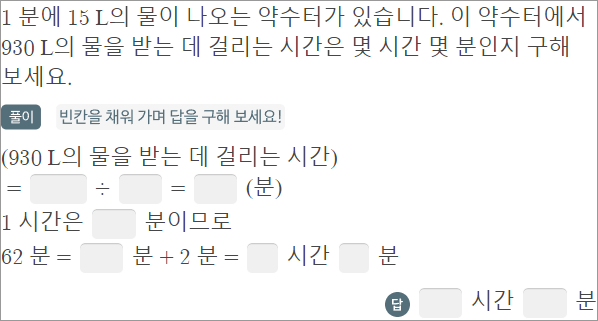 1 분에 15 L의 물이 나오는 약수터가 있습니다. 이 약수터에서
930 L의 물을 받는 데 걸리는 시간은 몇 시간 몇 분인지 구해
보세요.
풀이 빈칸을 채워 가며 답을 구해 보세요!
(930 L의 물을 받는 데 걸리는 시간)
= ÷ = (분)
1 시간은 분이므로
62 분 = 분 + 2 분 = 시간 분
답 시간 분